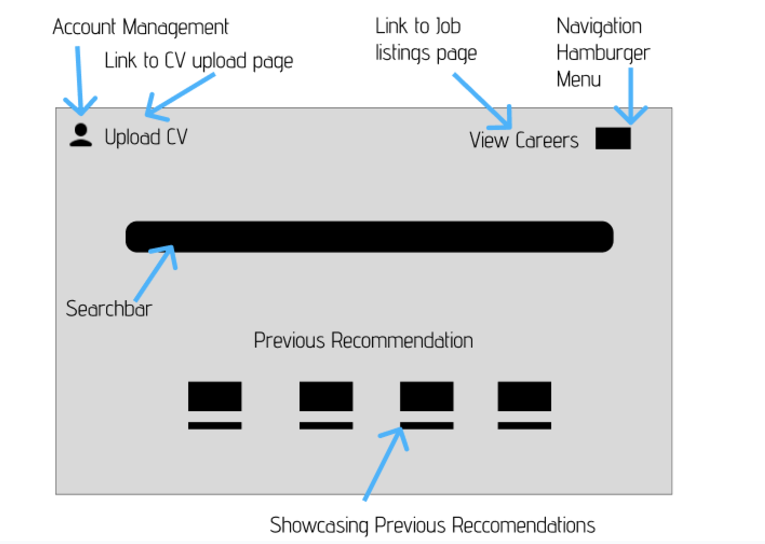 Account Management
Link to CV upload page
Link to Job
listings page
Navigation
Hamburger
Menu
Upload CV
View Careers
Searchbar
Previous Recommendation
Showcasing Previous Reccomendations